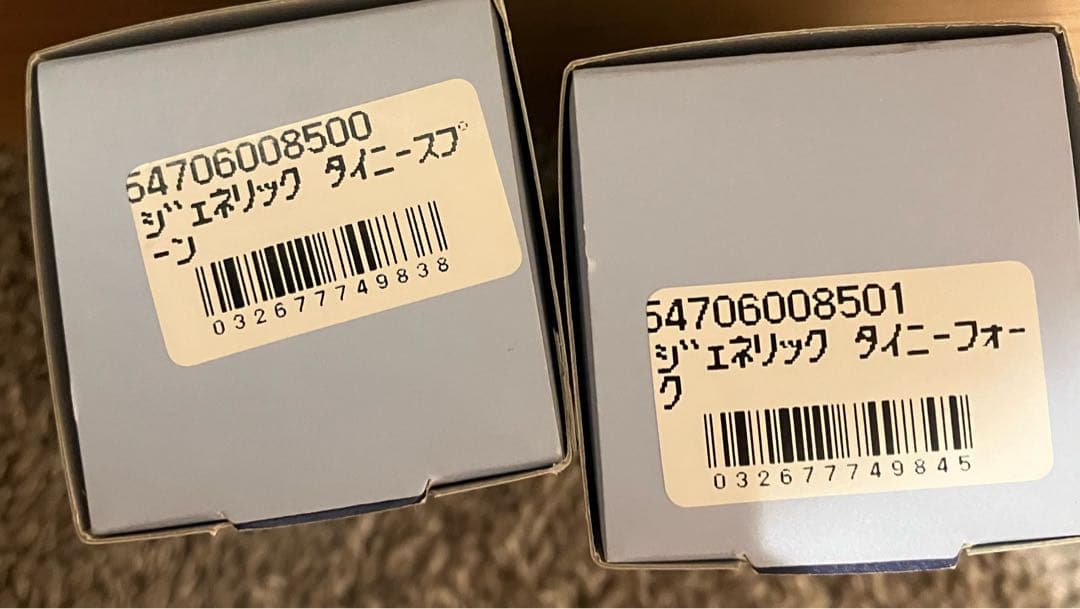 54706008500
ジェネリック タイニースプ
ーン
032677749838
54706008501
ジェネリック タイニーフォー
ク
032677749845